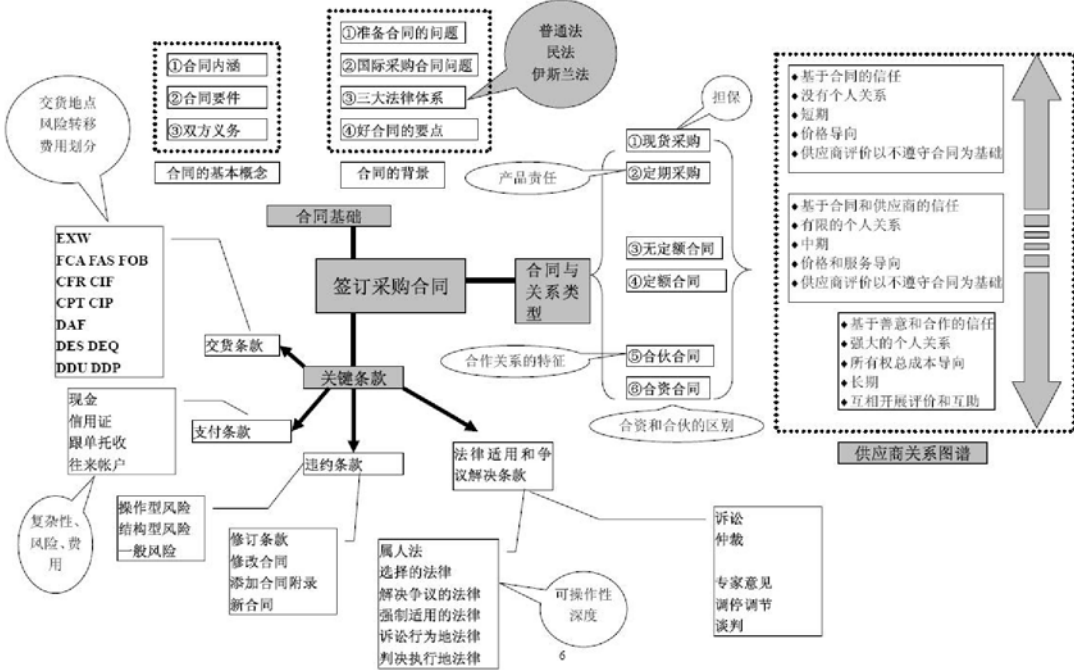 普通法
民法
伊斯兰法
①准备合同的问题
②国际采购合同问题
③三大法律体系
④好合同的要点
合同的背景
①合同内涵
②合同要件
③双方义务
合同的基本概念
交货地点
风险转移
费用划分
担保
①现货采购
②定期采购
产品责任
③无定额合同
④定额合同
⑤合伙合同
⑥合资合同
合作关系的特征
合资和合伙的区别
◆基于合同的信任
◆没有个人关系
◆短期
◆价格导向
◆供应商评价以不遵守合同为基础
◆基于合同和供应商的信任
◆有限的个人关系
◆中期
◆价格和服务导向
◆供应商评价以不遵守合同为基础
◆基于善意和合作的信任
◆强大的个人关系
◆所有权总成本导向
◆长期
◆互相开展评价和互助
供应商关系图谱
合同基础
签订采购合同
合同与
关系类
型
关键条款
EXW
FCA FAS FOB
CFR CIF
CPT CIP
DAF
DES DEQ
DDU DDP
交货条款
现金
信用证
跟单托收
往来帐户
支付条款
复杂性、
风险、费
用
违约条款
操作型风险
结构型风险
一般风险
修订条款
修改合同
添加合同附录
新合同
法律适用和争
议解决条款
属人法
选择的法律
解决争议的法律
强制适用的法律
诉讼行为地法律
判决执行地法律
可操作性
深度
诉讼
仲裁
专家意见
调停调节
谈判
6